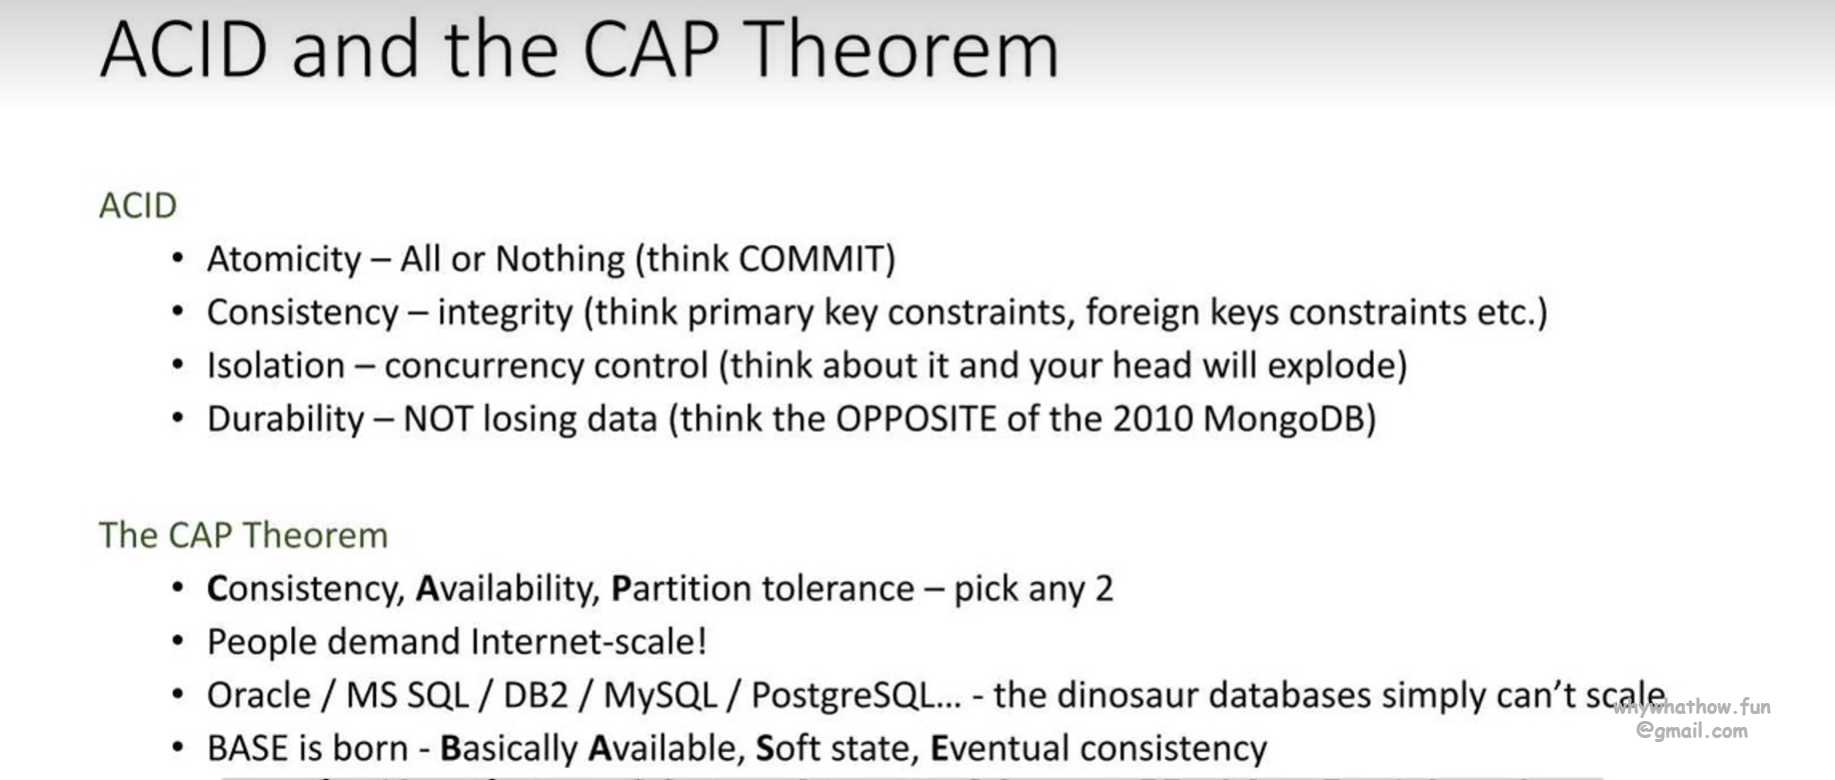 ACID and the CAP Theorem
ACID
• Atomicity – All or Nothing (think COMMIT)
• Consistency – integrity (think primary key constraints, foreign keys constraints etc.)
• Isolation – concurrency control (think about it and your head will explode)
• Durability – NOT losing data (think the OPPOSITE of the 2010 MongoDB)
The CAP Theorem
• Consistency, Availability, Partition tolerance – pick any 2
• People demand Internet-scale!
• Oracle / MS SQL / DB2 / MySQL / PostgreSQL... - the dinosaur databases simply can't scale
whywhathow.fun
@gmail.com
• BASE is born - Basically Available, Soft state, Eventual consistency